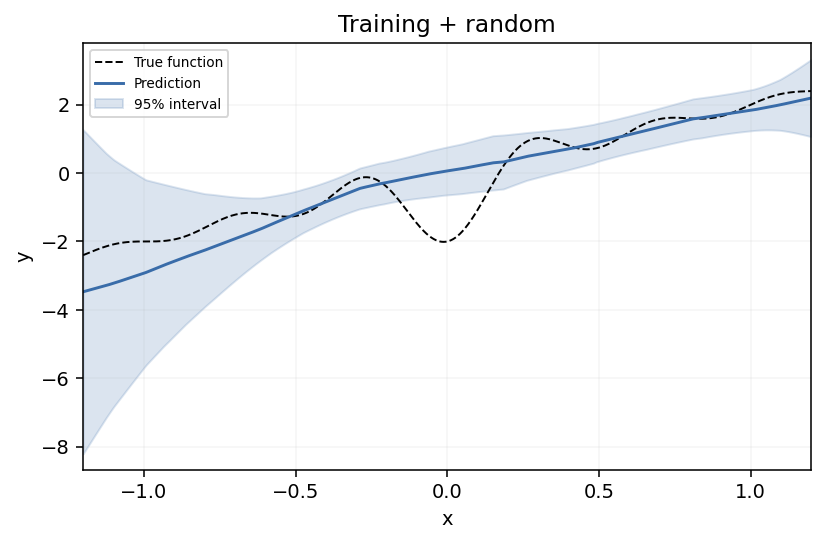 Training + random
True function
Prediction
95% interval
2
0
−2
−4
−6
−8
y
−1.0
−0.5
0.0
0.5
1.0
x